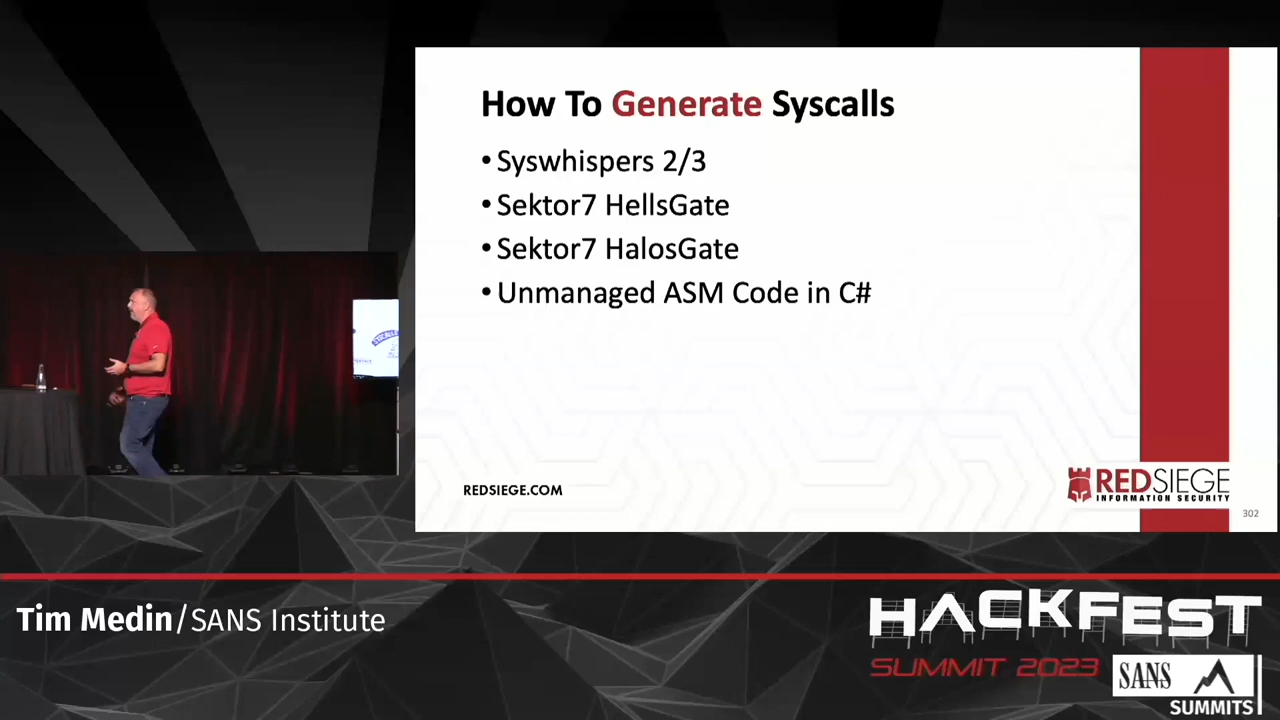 How To Generate Syscalls
• Syswhispers 2/3
• Sektor7 HellsGate
• Sektor7 HalosGate
• Unmanaged ASM Code in C#
REDSIEGE.COM
REDSIEGE
INFORMATION SECURITY
302
Tim Medin/SANS Institute
HACKFEST
SUMMIT 2023
SANS
SUMMITS